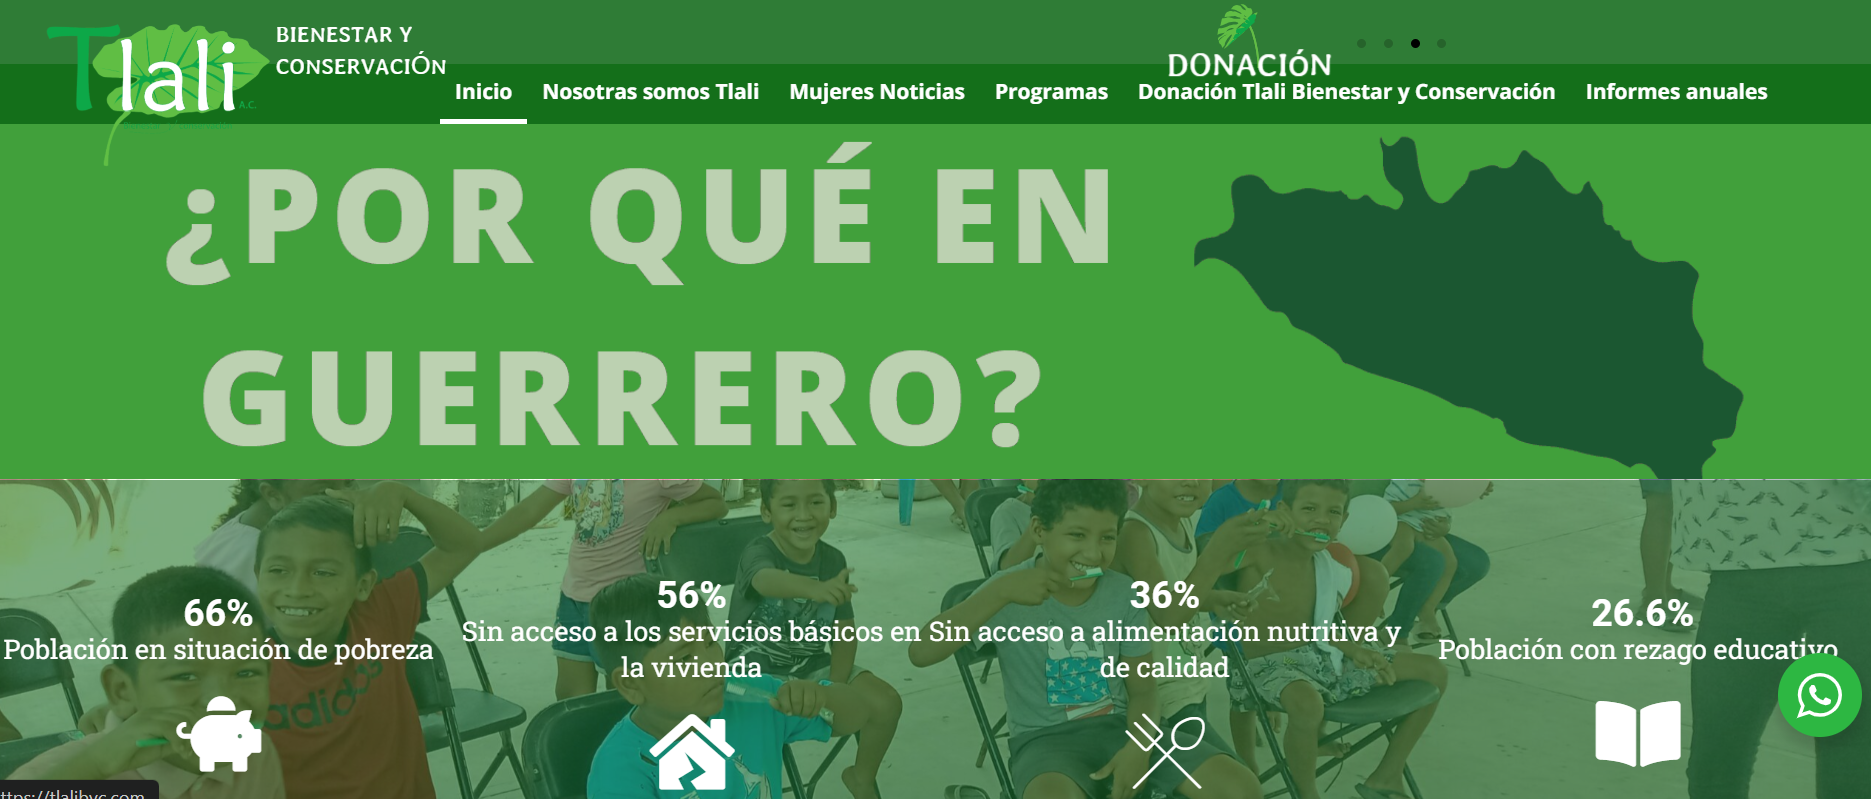 Tlali
A.C.
BIENESTAR Y
CONSERVACIÓN
DONACIÓN
Inicio Nosotras somos Tlali Mujeres Noticias Programas Donación Tlali Bienestar y Conservación Informes anuales
¿POR QUÉ EN
GUERRERO?
66%
Población en situación de pobreza
56%
Sin acceso a los servicios básicos en
la vivienda
36%
Sin acceso a alimentación nutritiva y
de calidad
26.6%
Población con rezago educativo
adidas
ttps://tlalibyc.com